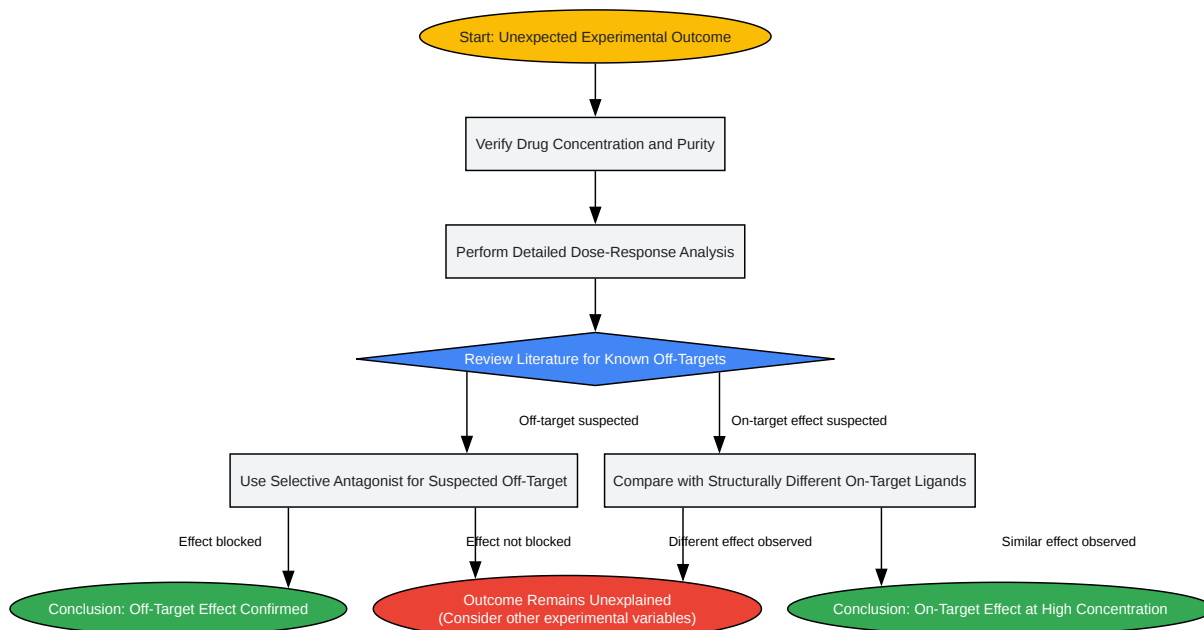 Start: Unexpected Experimental Outcome
Verify Drug Concentration and Purity
Perform Detailed Dose-Response Analysis
Review Literature for Known Off-Targets
Off-target suspected
On-target effect suspected
Use Selective Antagonist for Suspected Off-Target
Compare with Structurally Different On-Target Ligands
Effect blocked
Effect not blocked
Different effect observed
Similar effect observed
Conclusion: Off-Target Effect Confirmed
Outcome Remains Unexplained
(Consider other experimental variables)
Conclusion: On-Target Effect at High Concentration